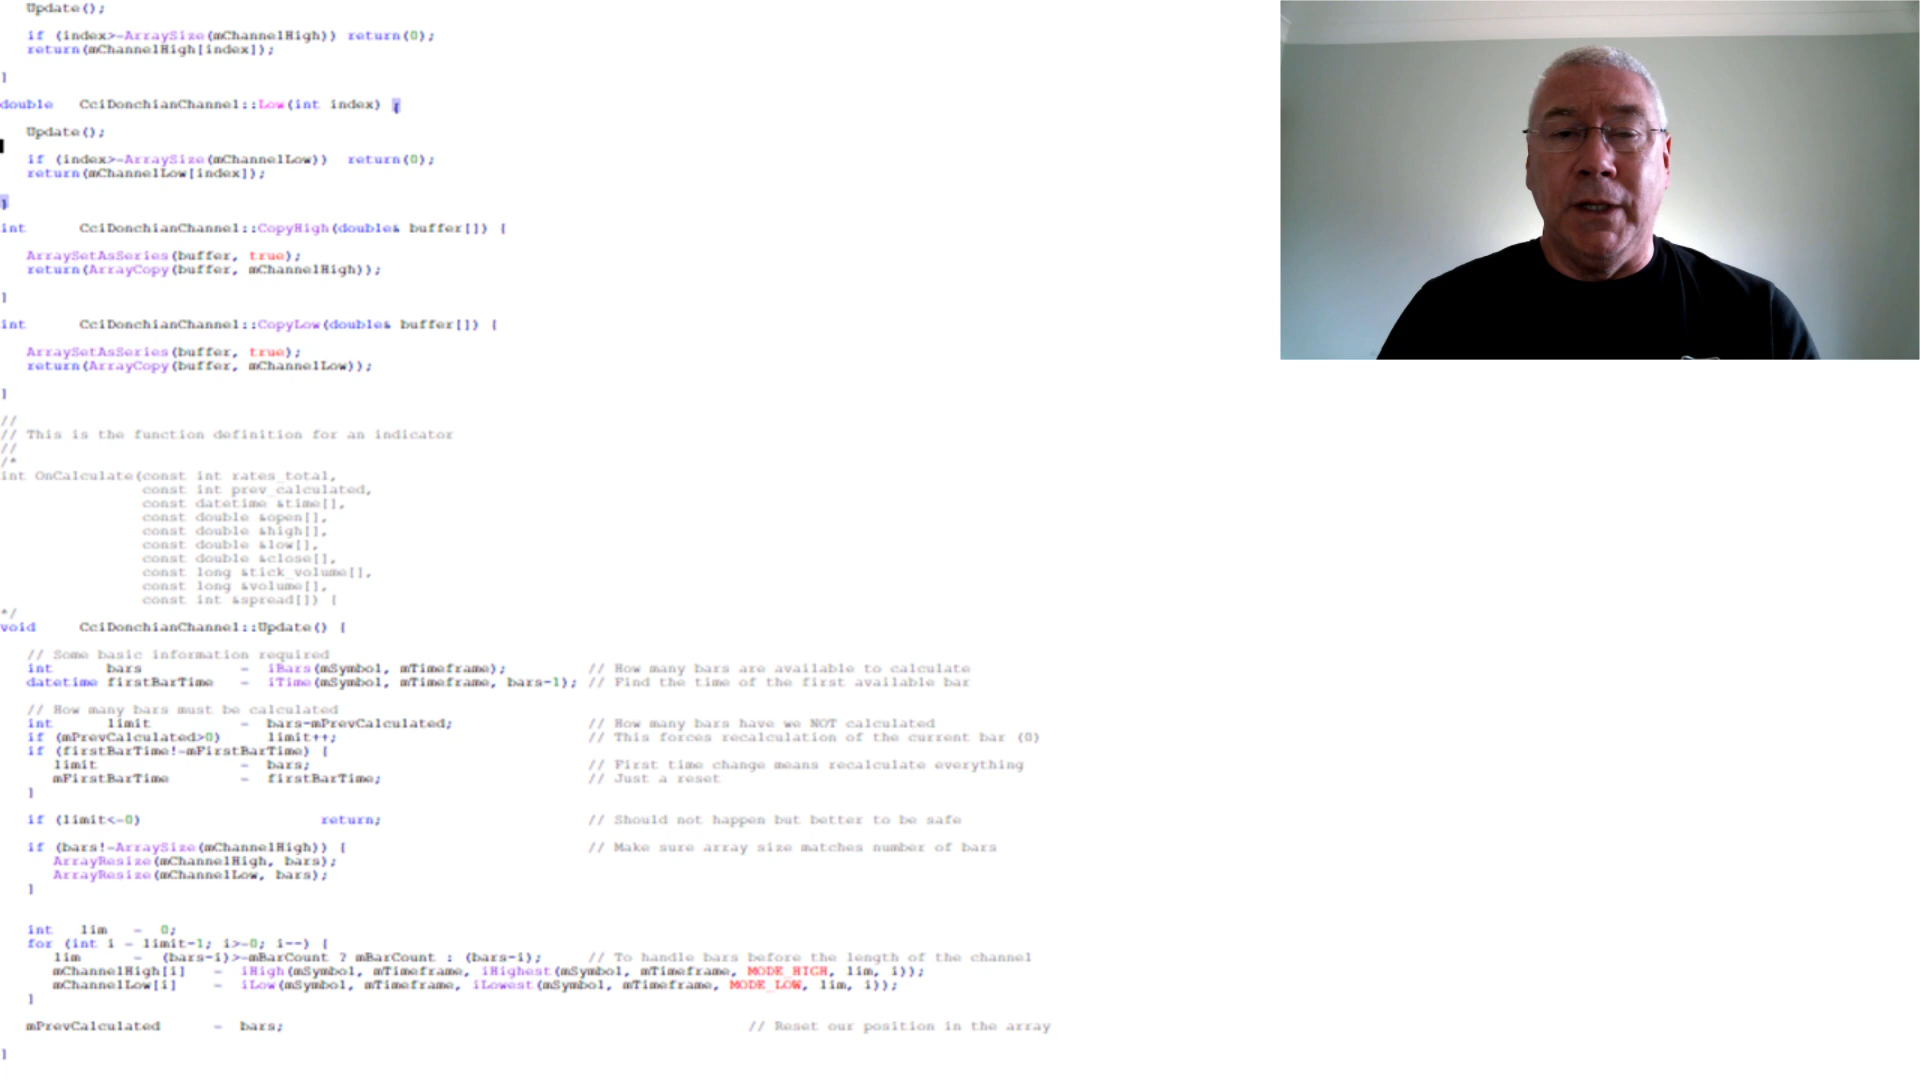 Update();
if (index>=ArraySize(mChannelHigh)) return(0);
return(mChannelHigh[index]);
}
double CciDonchianChannel::Low(int index) {
Update();
if (index>=ArraySize(mChannelLow)) return(0);
return(mChannelLow[index]);
}
int CciDonchianChannel::CopyHigh(double& buffer[]) {
ArraySetAsSeries(buffer, true);
return(ArrayCopy(buffer, mChannelHigh));
}
int CciDonchianChannel::CopyLow(double& buffer[]) {
ArraySetAsSeries(buffer, true);
return(ArrayCopy(buffer, mChannelLow));
}
//
// This is the function definition for an indicator
//
/*
int OnCalculate(const int rates_total,
const int prev_calculated,
const datetime &time[],
const double &open[],
const double &high[],
const double &low[],
const double &close[],
const long &tick_volume[],
const long &volume[],
const int &spread[]) {
*/
void CciDonchianChannel::Update() {
// Some basic information required
int bars = iBars(mSymbol, mTimeframe); // How many bars are available to calculate
datetime firstBarTime = iTime(mSymbol, mTimeframe, bars-1); // Find the time of the first available bar
// How many bars must be calculated
int limit = bars-mPrevCalculated; // How many bars have we NOT calculated
if (mPrevCalculated>0) limit++; // This forces recalculation of the current bar (0)
if (firstBarTime!=mFirstBarTime) {
limit = bars; // First time change means recalculate everything
mFirstBarTime = firstBarTime; // Just a reset
}
if (limit<=0) return; // Should not happen but better to be safe
if (bars!=ArraySize(mChannelHigh)) { // Make sure array size matches number of bars
ArrayResize(mChannelHigh, bars);
ArrayResize(mChannelLow, bars);
}
int lim = 0;
for (int i = limit-1; i>=0; i--) {
lim = (bars-i)>=mBarCount ? mBarCount : (bars-i); // To handle bars before the length of the channel
mChannelHigh[i] = iHigh(mSymbol, mTimeframe, iHighest(mSymbol, mTimeframe, MODE_HIGH, lim, i));
mChannelLow[i] = iLow(mSymbol, mTimeframe, iLowest(mSymbol, mTimeframe, MODE_LOW, lim, i));
}
mPrevCalculated = bars; // Reset our position in the array
}